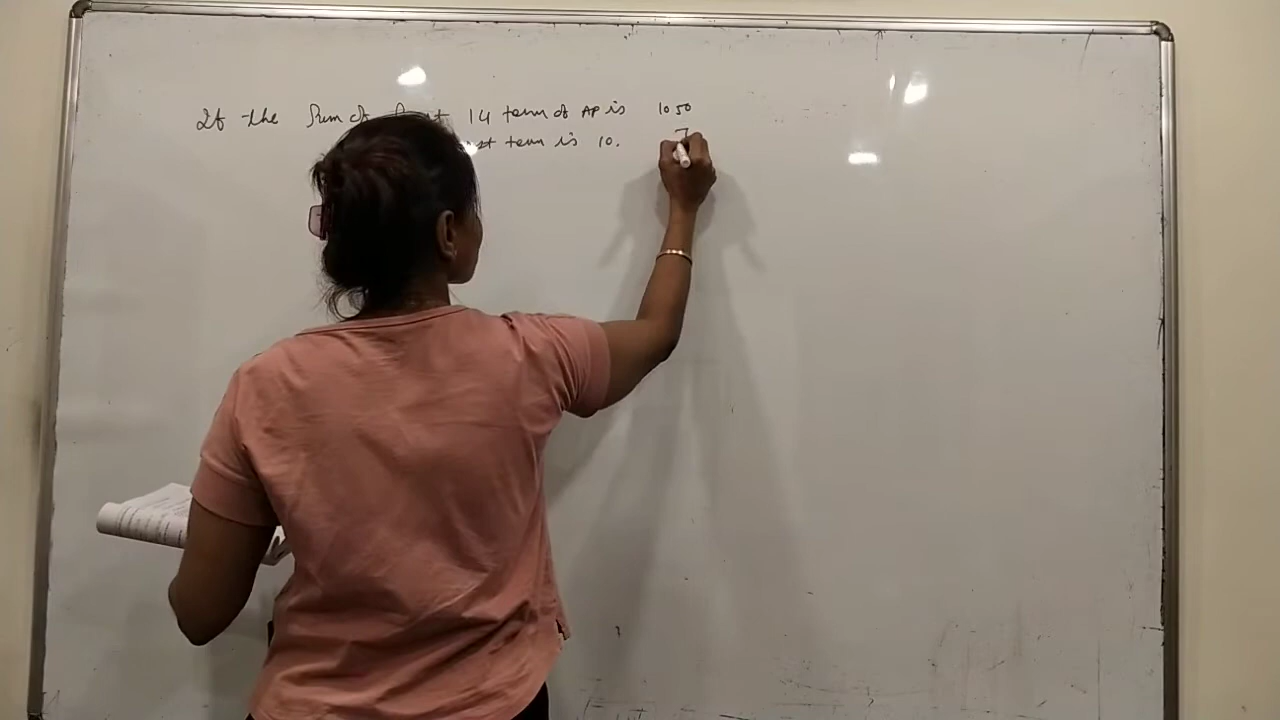 If the Sum of 14 term of AP is 1050
term is 10.